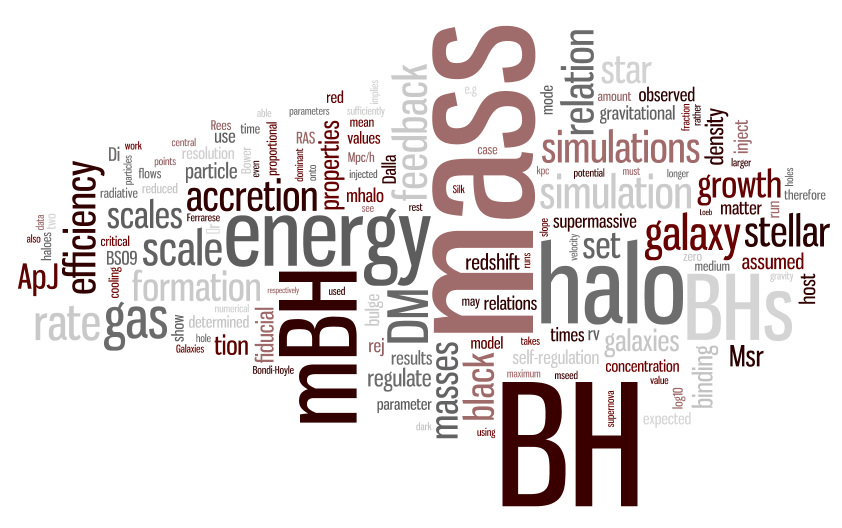 mass
BH
halo
energy
mBH
BHs
gas
DM
scale
galaxy
stellar
simulations
simulation
accretion
efficiency
feedback
formation
rate
black
masses
relation
growth
star
set
scales
ApJ
properties
density
redshift
relations
supermassive
observed
gravitational
mode
amount
fraction
rather
inject
larger
case
kpc
potential
must
longer
holes
therefore
Loeb
matter
run
slope
velocity
zero
medium
assumed
gravity
host
e.g
Silk
rest
runs
may
times
rv
galaxies
model
takes
self-regulation
maximum
mseed
concentration
value
log10
binding
Msr
supernova
expected
using
dark
parameter
regulate
results
rej
bulge
used
respectively
fiducial
tion
Bondi-Hoyle
numerical
determined
hole
Galaxies
show
cooling
critical
BS09
also
data
haloes
two
radiative
reduced
Ferrarese
flows
points
particles
Di
work
central
resolution
particle
use
Rees
time
able
Bower
even
proportional
parameters
RAS
dominant
onto
red
mean
values
Mpc/h
injected
mhalo
see
Dalla
sufficiently
implies